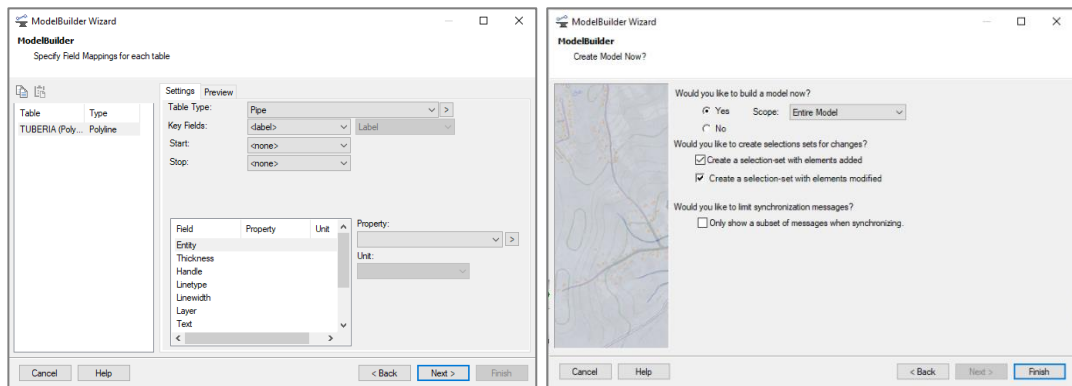 ModelBuilder Wizard
ModelBuilder
Specify Field Mappings for each table
Table Type
TUBERIA (Poly... Polyline
Settings Preview
Table Type: Pipe >
Key Fields: <label> Label
Start: <none>
Stop: <none>
Field Property Unit
Entity
Thickness
Handle
Linetype
Linewidth
Layer
Text
Property:
>
Unit:
Cancel Help < Back Next > Finish
ModelBuilder Wizard
ModelBuilder
Create Model Now?
Would you like to build a model now?
Yes Scope: Entire Model
No
Would you like to create selections sets for changes?
Create a selection-set with elements added
Create a selection-set with elements modified
Would you like to limit synchronization messages?
Only show a subset of messages when synchronizing.
Cancel Help < Back Next > Finish